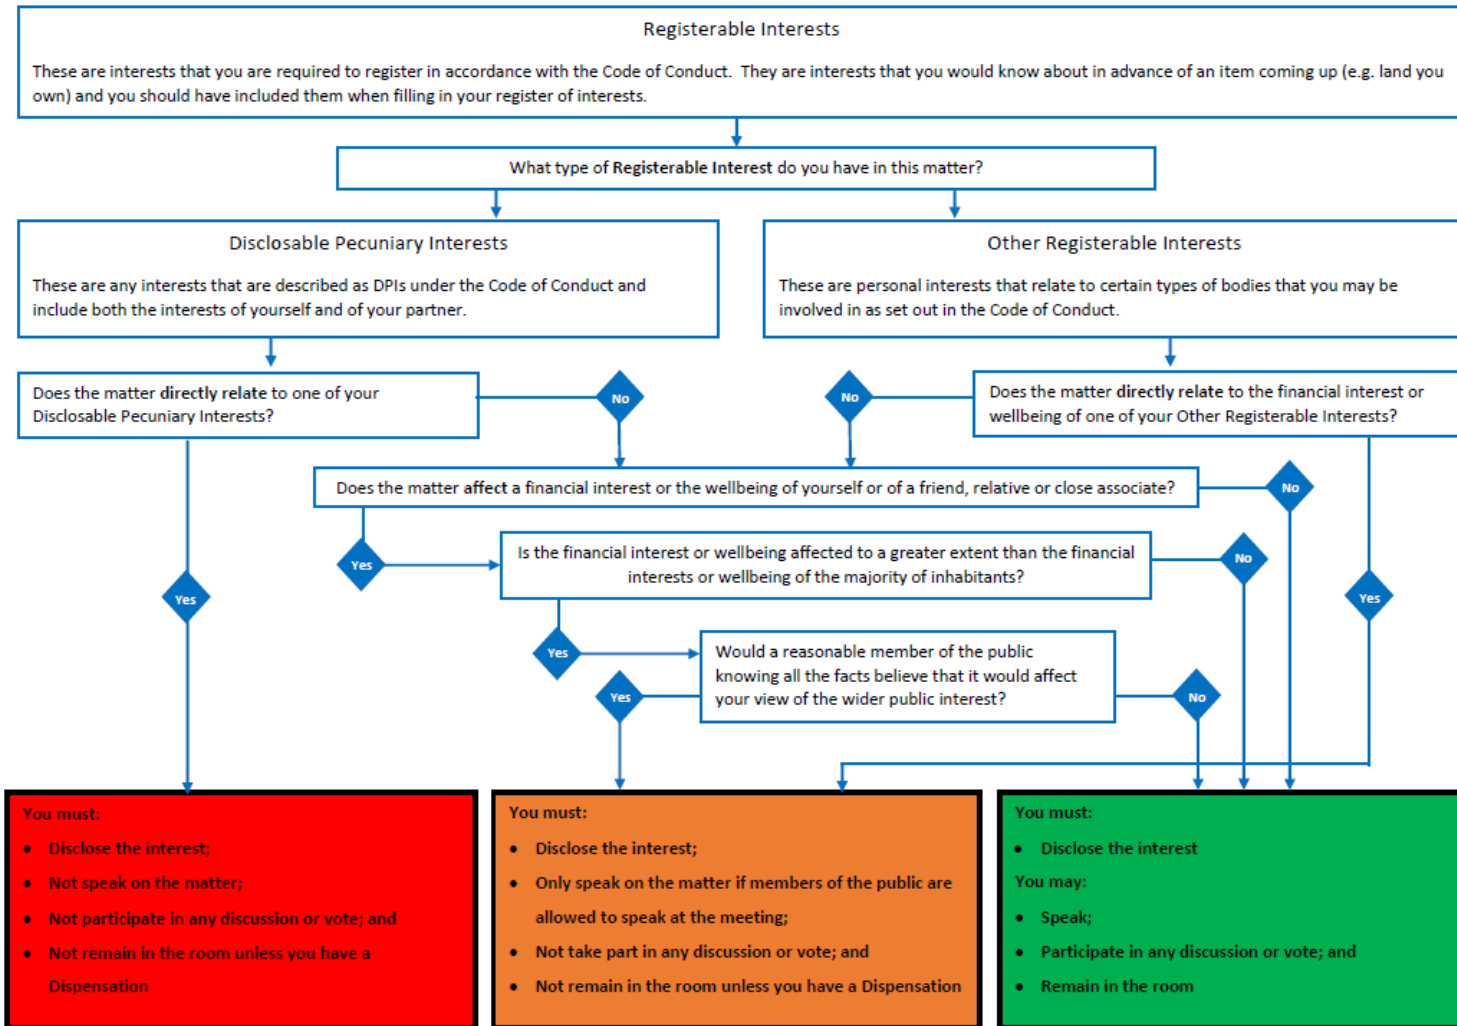 Registerable Interests
These are interests that you are required to register in accordance with the Code of Conduct.  They are interests that you would know about in advance of an item coming up (e.g. land you
own) and you should have included them when filling in your register of interests.
What type of Registerable Interest do you have in this matter?
Disclosable Pecuniary Interests
These are any interests that are described as DPIs under the Code of Conduct and
include both the interests of yourself and of your partner.
Other Registerable Interests
These are personal interests that relate to certain types of bodies that you may be
involved in as set out in the Code of Conduct.
Does the matter directly relate to one of your
Disclosable Pecuniary Interests?
No
No
Does the matter directly relate to the financial interest or
wellbeing of one of your Other Registerable Interests?
Does the matter affect a financial interest or the wellbeing of yourself or of a friend, relative or close associate?
No
Yes
Is the financial interest or wellbeing affected to a greater extent than the financial
interests or wellbeing of the majority of inhabitants?
No
Yes
Yes
Yes
Would a reasonable member of the public
knowing all the facts believe that it would affect
your view of the wider public interest?
Yes
No
You must:
• Disclose the interest;
• Not speak on the matter;
• Not participate in any discussion or vote; and
• Not remain in the room unless you have a
Dispensation
You must:
• Disclose the interest;
• Only speak on the matter if members of the public are
allowed to speak at the meeting;
• Not take part in any discussion or vote; and
• Not remain in the room unless you have a Dispensation
You must:
• Disclose the interest
You may:
• Speak;
• Participate in any discussion or vote; and
• Remain in the room